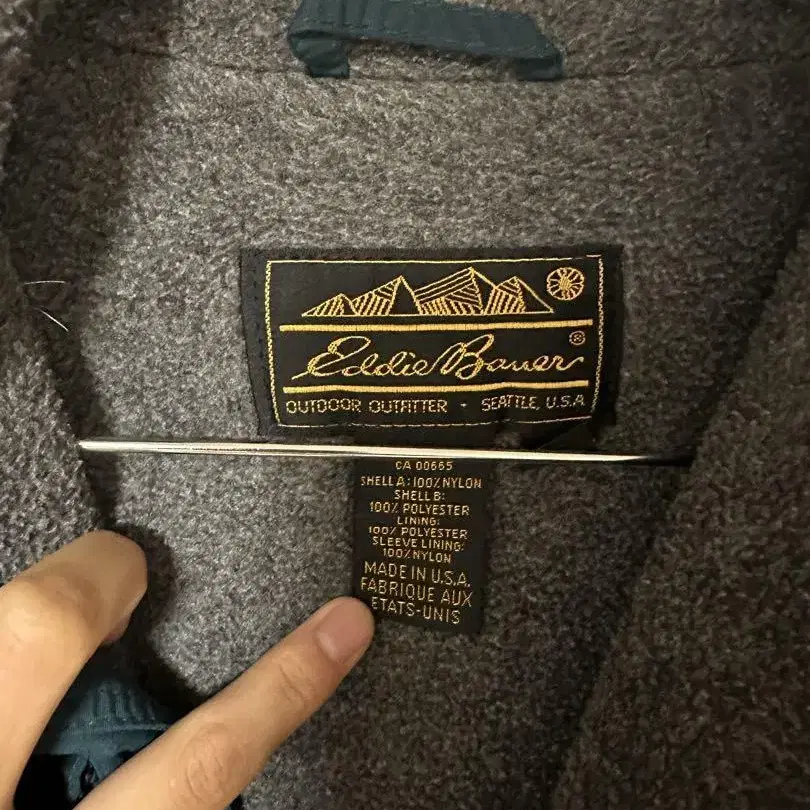 Eddie Bauer ®
OUTDOOR OUTFITTER · SEATTLE, U.S.A
CA 00665
SHELL A: 100% NYLON
SHELL B:
100% POLYESTER
LINING:
100% POLYESTER
SLEEVE LINING:
100% NYLON
MADE IN U.S.A.
FABRIQUE AUX
ETATS-UNIS